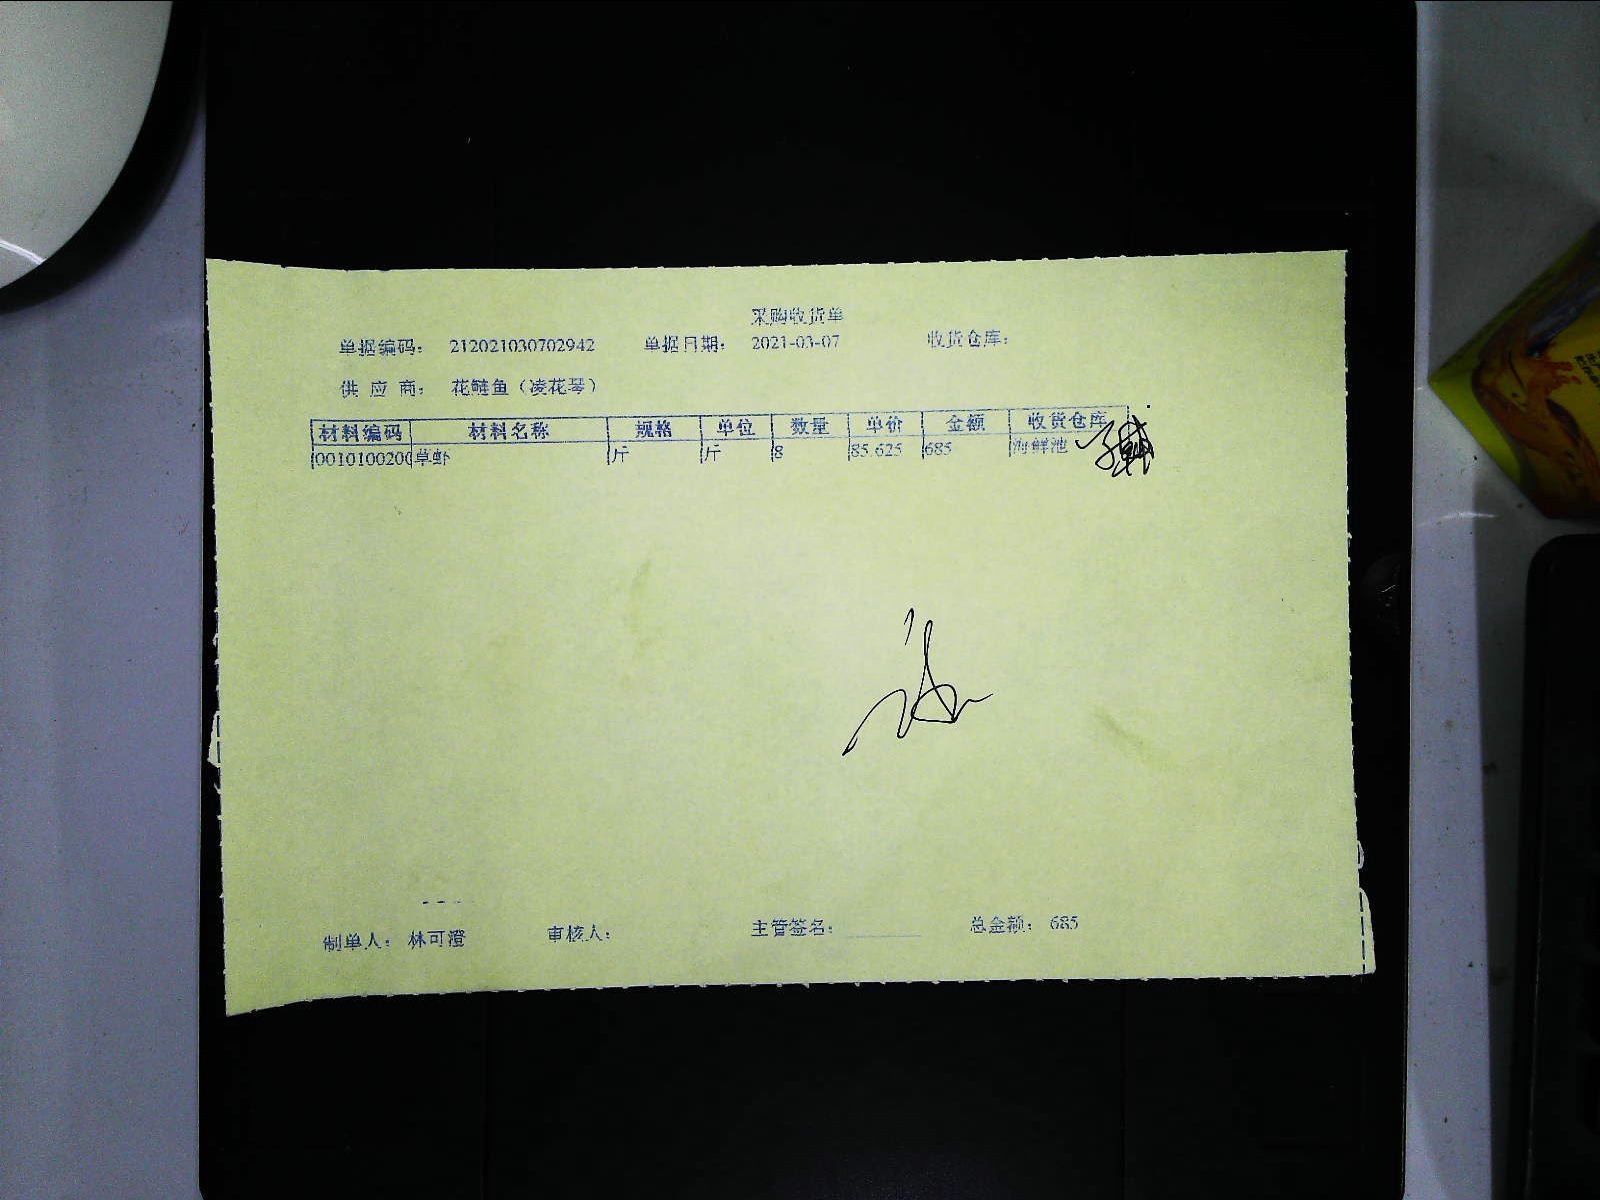 采购收货单
单据编码： 212021030702942 单据日期： 2021-03-07 收货仓库：
供 应 商： 花鲢鱼（凌花琴）
材料编码 材料名称 规格 单位 数量 单价 金额 收货仓库
0010100200 草虾 斤 斤 8 85.625 685 海鲜池
制单人： 林可澄 审核人： 主管签名： 总金额： 685